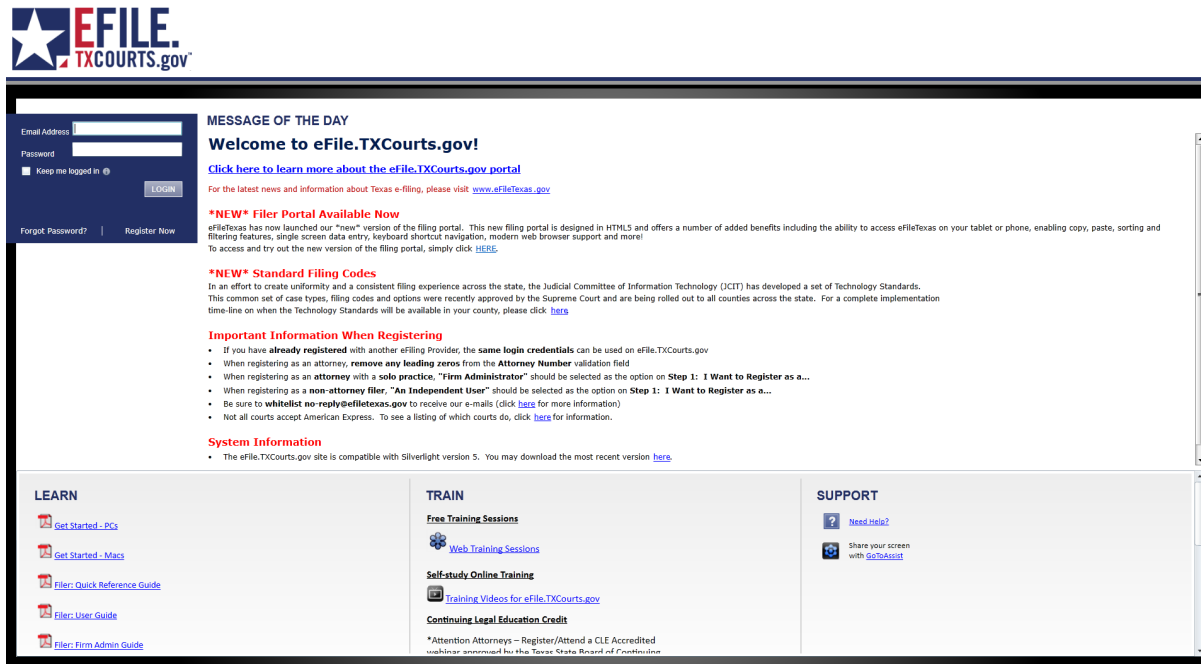 EFILE.
TXCOURTS.gov
Email Address
Password
Keep me logged in
LOGIN
Forgot Password? | Register Now
MESSAGE OF THE DAY
Welcome to eFile.TXCourts.gov!
Click here to learn more about the eFile.TXCourts.gov portal
For the latest news and information about Texas e-filing, please visit www.eFileTexas.gov
*NEW* Filer Portal Available Now
eFileTexas has now launched our "new" version of the filing portal. This new filing portal is designed in HTML5 and offers a number of added benefits including the ability to access eFileTexas on your tablet or phone, enabling copy, paste, sorting and
filtering features, single screen data entry, keyboard shortcut navigation, modern web browser support and more!
To access and try out the new version of the filing portal, simply click HERE.
*NEW* Standard Filing Codes
In an effort to create uniformity and a consistent filing experience across the state, the Judicial Committee of Information Technology (JCIT) has developed a set of Technology Standards.
This common set of case types, filing codes and options were recently approved by the Supreme Court and are being rolled out to all counties across the state. For a complete implementation
time-line on when the Technology Standards will be available in your county, please click here
Important Information When Registering
• If you have already registered with another eFiling Provider, the same login credentials can be used on eFile.TXCourts.gov
• When registering as an attorney, remove any leading zeros from the Attorney Number validation field
• When registering as an attorney with a solo practice, "Firm Administrator" should be selected as the option on Step 1: I Want to Register as a...
• When registering as a non-attorney filer, "An Independent User" should be selected as the option on Step 1: I Want to Register as a...
• Be sure to whitelist no-reply@efiletexas.gov to receive our e-mails (click here for more information)
• Not all courts accept American Express. To see a listing of which courts do, click here for information.
System Information
• The eFile.TXCourts.gov site is compatible with Silverlight version 5. You may download the most recent version here.
LEARN
Get Started - PCs
Get Started - Macs
Filer: Quick Reference Guide
Filer: User Guide
Filer: Firm Admin Guide
TRAIN
Free Training Sessions
Web Training Sessions
Self-study Online Training
Training Videos for eFile.TXCourts.gov
Continuing Legal Education Credit
*Attention Attorneys – Register/Attend a CLE Accredited
webinar approved by the Texas State Board of Continuing
SUPPORT
Need Help?
Share your screen
with GoToAssist